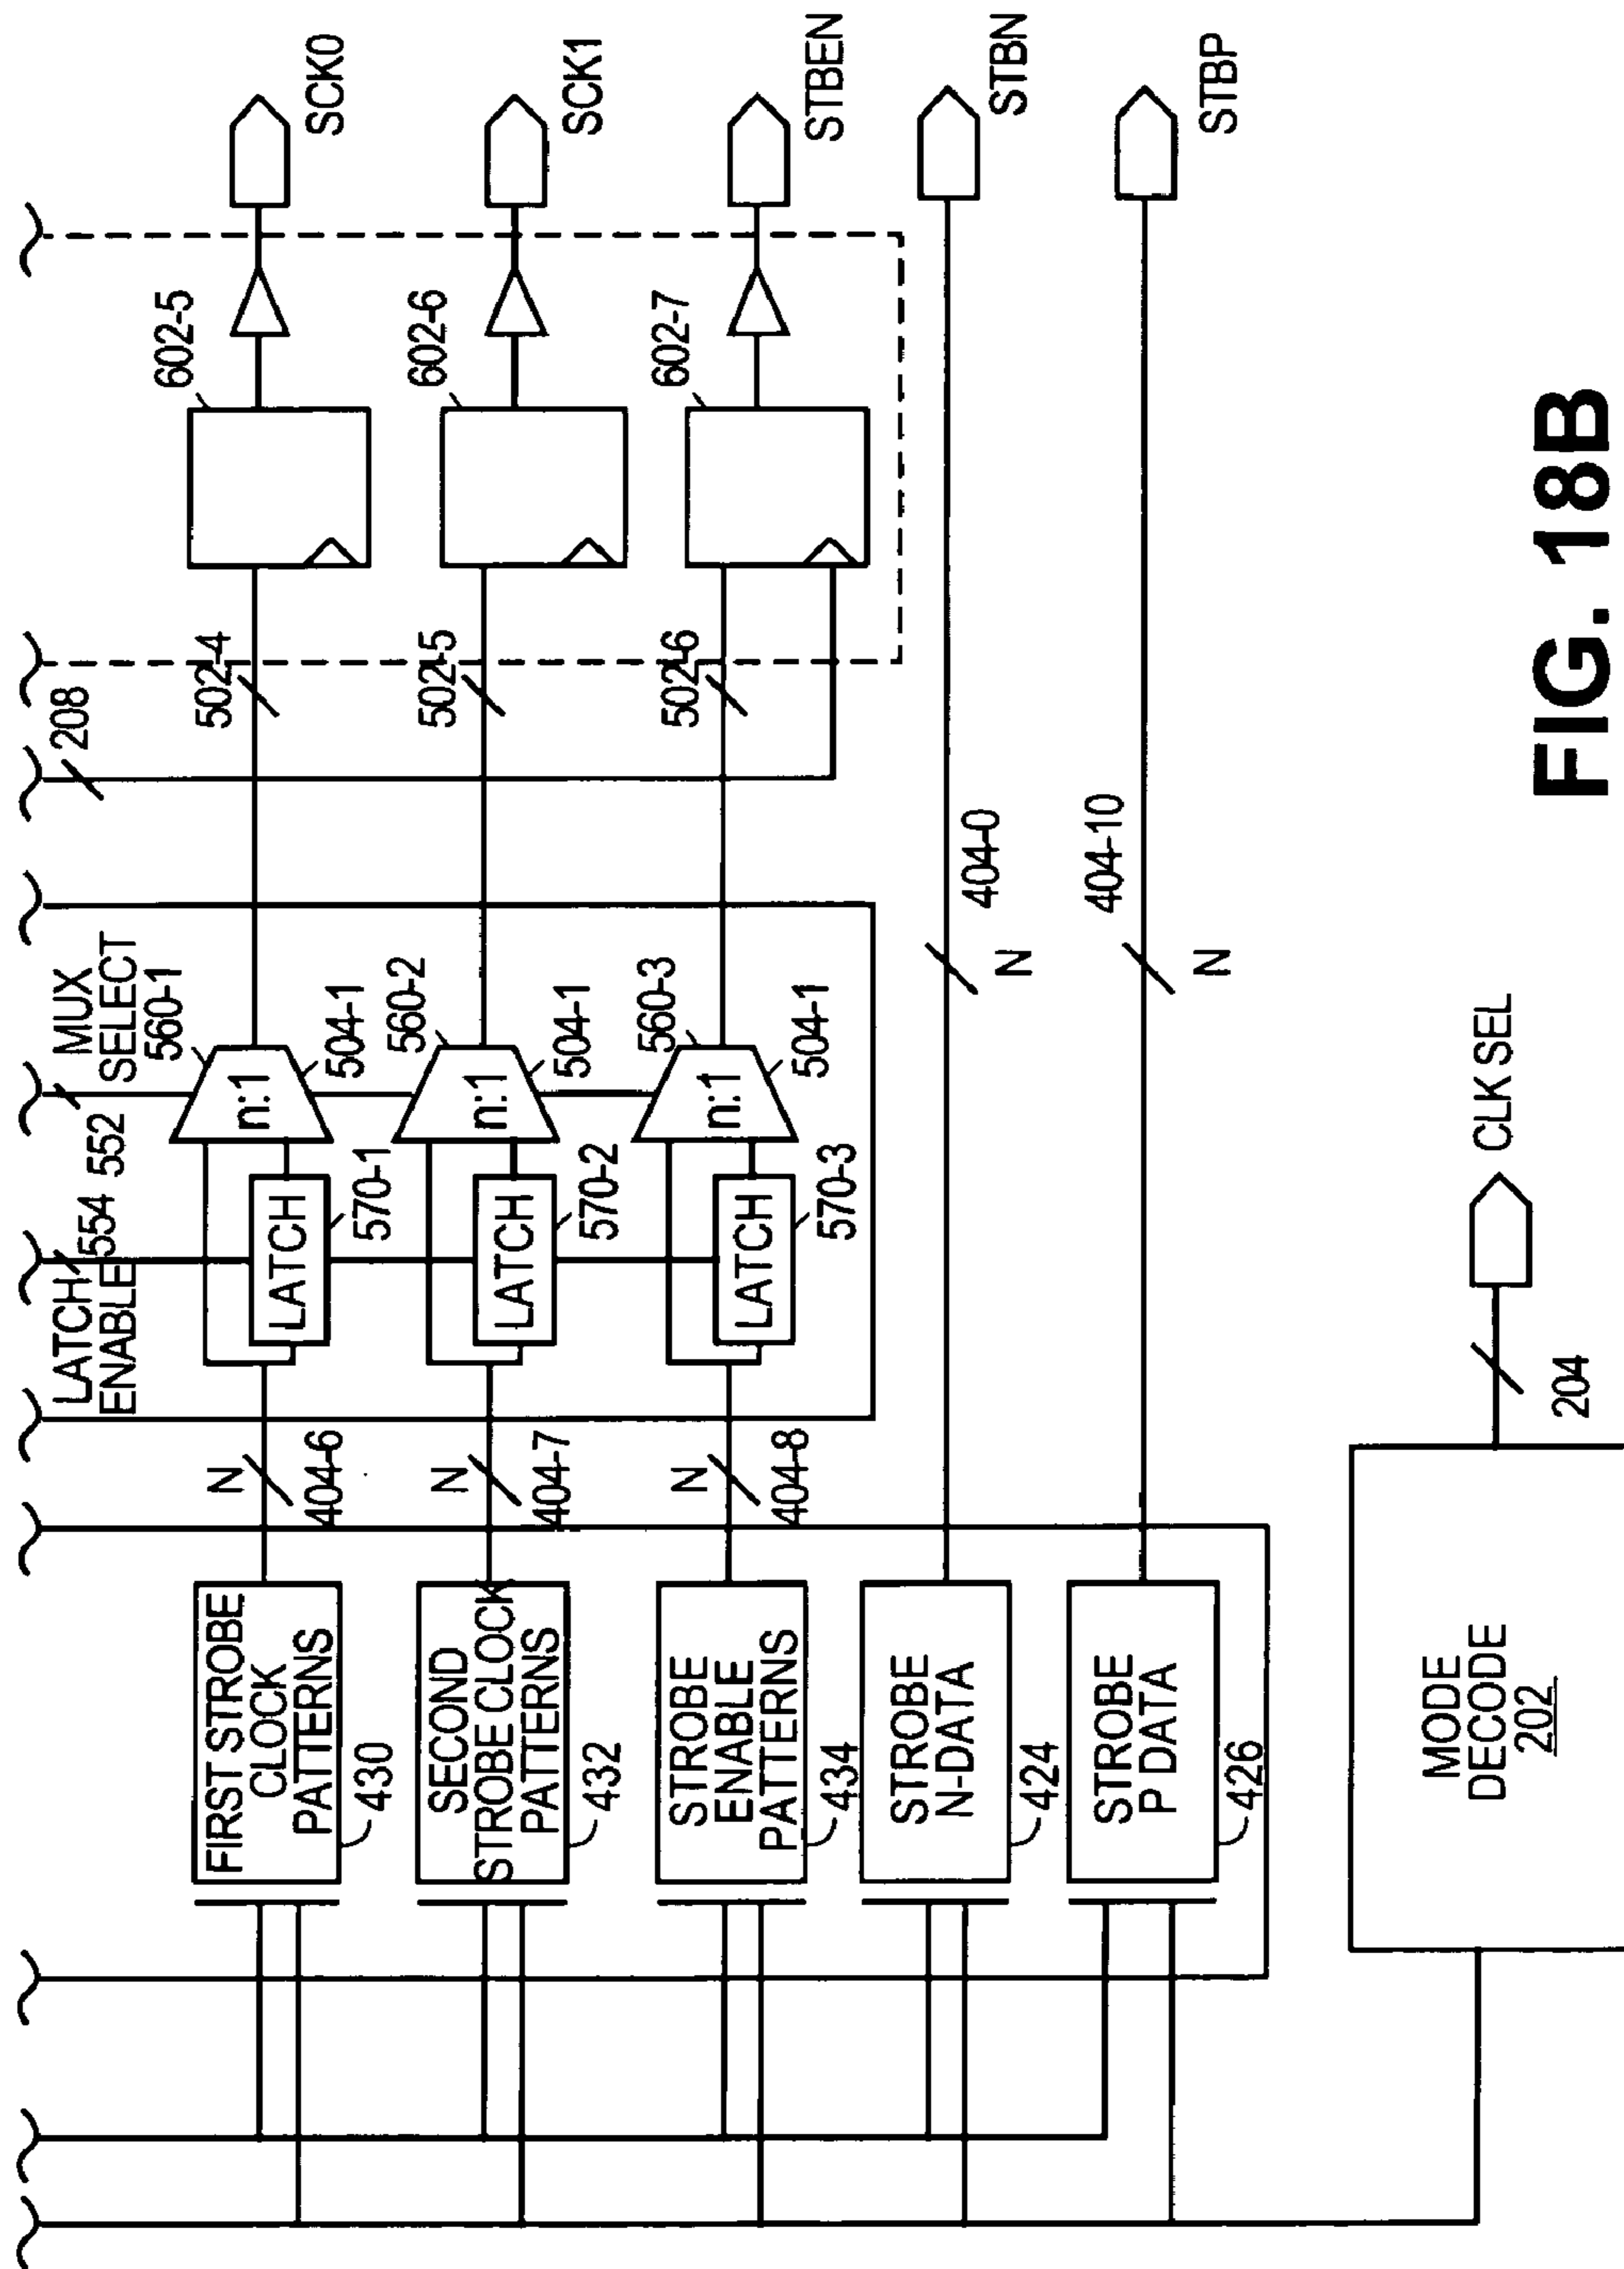 FIRST STROBE
CLOCK
PATTERNS
430
N
404-6
LATCH
ENABLE
554
552
MUX
SELECT
560-1
n:1
504-1
LATCH
570-1
208
502-4
602-5
SCK0
SECOND
STROBE CLOCK
PATTERNS
432
N
404-7
LATCH
570-2
n:1
560-2
504-1
502-5
602-6
SCK1
STROBE
ENABLE
PATTERNS
434
N
404-8
LATCH
570-3
n:1
560-3
504-1
502-6
602-7
STBEN
STROBE
N-DATA
424
N
404-0
STBN
STROBE
P DATA
426
N
404-10
STBP
MODE
DECODE
202
204
CLK SEL
FIG. 18B